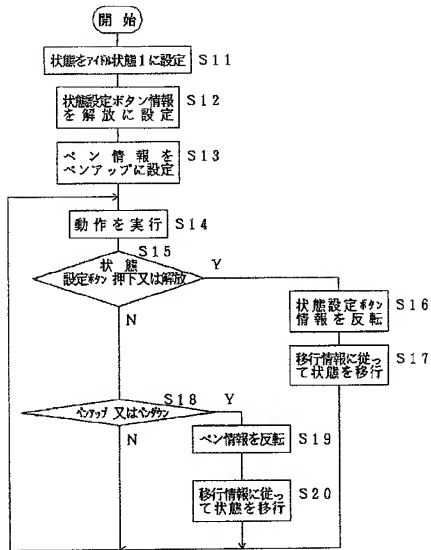 開始
状態をアイドル状態1に設定 S11
状態設定ボタン情報 S12
を解放に設定
ペン情報を S13
ペンアップに設定
動作を実行 S14
S15
状態
設定ボタン 押下又は解放 Y
N
状態設定ボタン S16
情報を反転
移行情報に従っ S17
て状態を移行
S18
ペンアップ 又はペンダウン Y
N
ペン情報を反転 S19
移行情報に従っ S20
て状態を移行